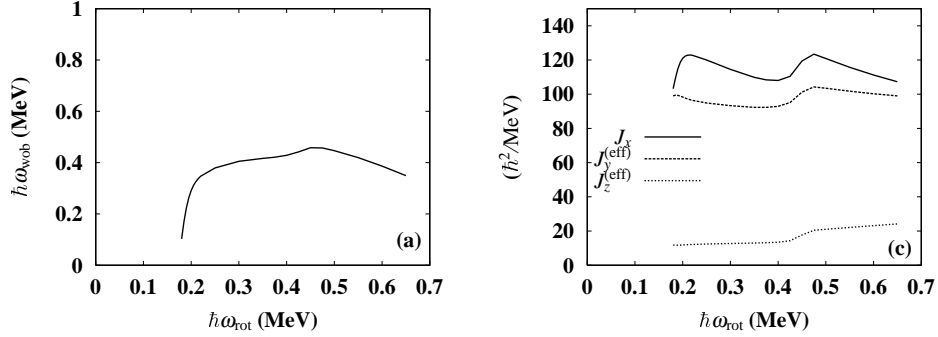 1
0.8
0.6
0.4
0.2
0
ħω_wob (MeV)
(a)
0 0.1 0.2 0.3 0.4 0.5 0.6 0.7
ħω_rot (MeV)
140
120
100
80
60
40
20
0
(ħ²/MeV)
J_x
J_y^(eff)
J_z^(eff)
(c)
0 0.1 0.2 0.3 0.4 0.5 0.6 0.7
ħω_rot (MeV)